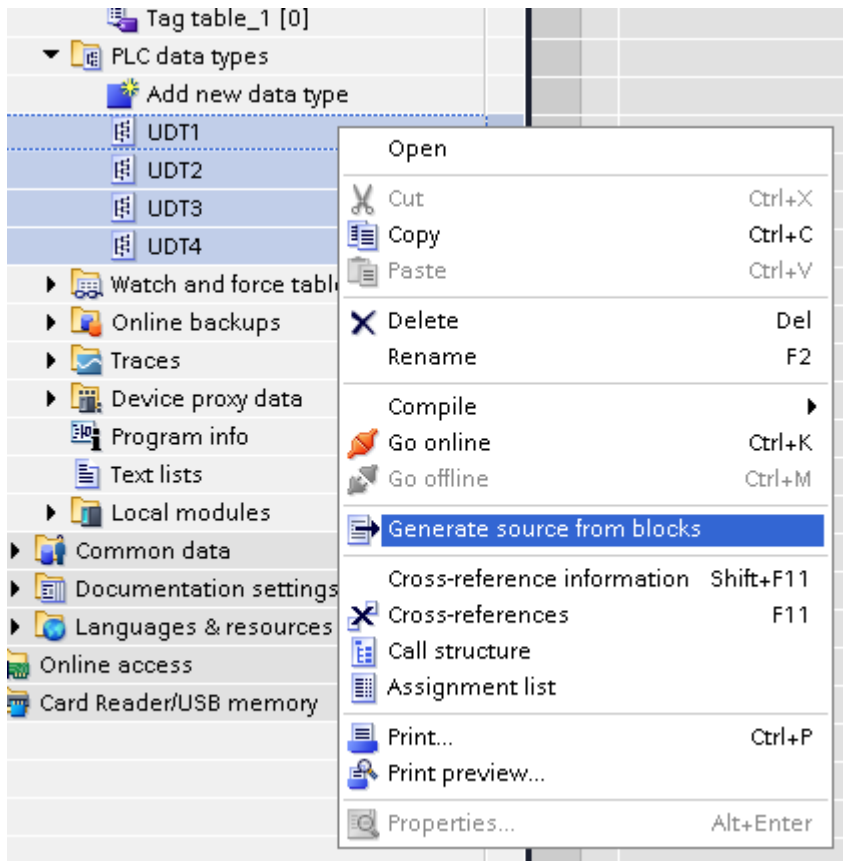 Tag table_1 [0]
PLC data types
Add new data type
UDT1
UDT2
UDT3
UDT4
Watch and force tabl
Online backups
Traces
Device proxy data
Program info
Text lists
Local modules
Common data
Documentation settings
Languages & resources
Online access
Card Reader/USB memory
Open
Cut Ctrl+X
Copy Ctrl+C
Paste Ctrl+V
Delete Del
Rename F2
Compile
Go online Ctrl+K
Go offline Ctrl+M
Generate source from blocks
Cross-reference information Shift+F11
Cross-references F11
Call structure
Assignment list
Print... Ctrl+P
Print preview...
Properties... Alt+Enter